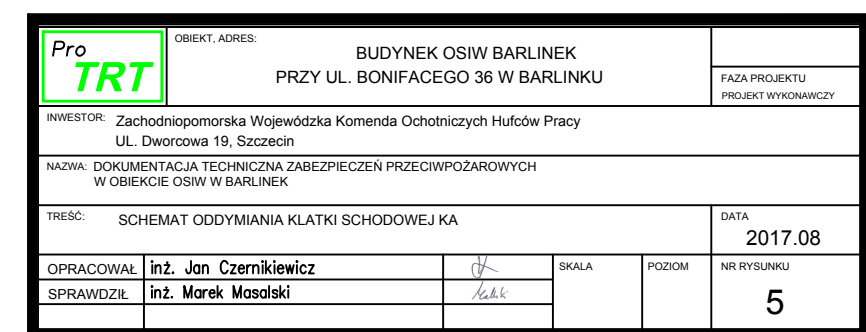 Pro
TRT
OBIEKT, ADRES:
BUDYNEK OSIW BARLINEK
PRZY UL. BONIFACEGO 36 W BARLINKU
FAZA PROJEKTU
PROJEKT WYKONAWCZY
INWESTOR: Zachodniopomorska Wojewódzka Komenda Ochotniczych Hufców Pracy
UL. Dworcowa 19, Szczecin
NAZWA: DOKUMENTACJA TECHNICZNA ZABEZPIECZEŃ PRZECIWPOŻAROWYCH
W OBIEKCIE OSIW W BARLINEK
TREŚĆ: SCHEMAT ODDYMIANIA KLATKI SCHODOWEJ KA
DATA
2017.08
OPRACOWAŁ inż. Jan Czernikiewicz
SKALA
POZIOM
NR RYSUNKU
SPRAWDZIŁ inż. Marek Masalski
5